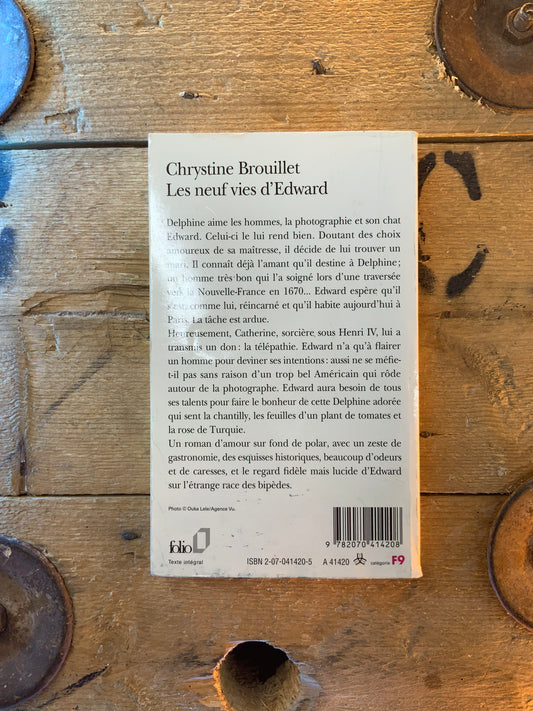 Chrystine Brouillet
Les neuf vies d'Edward
Delphine aime les hommes, la photographie et son chat
Edward. Celui-ci le lui rend bien. Doutant des choix
amoureux de sa maîtresse, il décide de lui trouver un
mari. Il connaît déjà l'amant qu'il destine à Delphine ;
un homme très bon qui l'a soigné lors d'une traversée
vers la Nouvelle-France en 1670... Edward espère qu'il
s'est, comme lui, réincarné et qu'il habite aujourd'hui à
Paris. La tâche est ardue.
Heureusement, Catherine, sorcière sous Henri IV, lui a
transmis un don : la télépathie. Edward n'a qu'à flairer
un homme pour deviner ses intentions : aussi ne se méfie-
t-il pas sans raison d'un trop bel Américain qui rôde
autour de la photographe. Edward aura besoin de tous
ses talents pour faire le bonheur de cette Delphine adorée
qui sent la chantilly, les feuilles d'un plant de tomates et
la rose de Turquie.
Un roman d'amour sur fond de polar, avec un zeste de
gastronomie, des esquisses historiques, beaucoup d'odeurs
et de caresses, et le regard fidèle mais lucide d'Edward
sur l'étrange race des bipèdes.
Photo © Ouka Lele/Agence Vu.
9 782070 414208
folio
Texte intégral
ISBN 2-07-041420-5 A 41420 catégorie F9